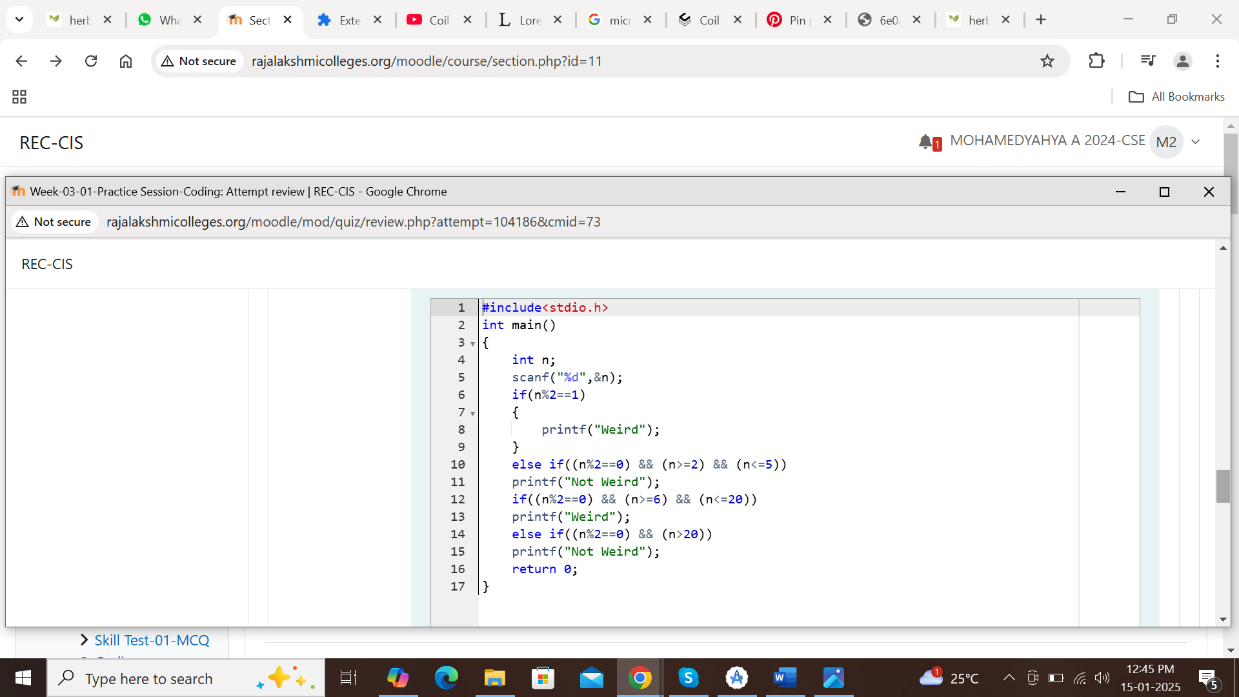 herb
Wha
Sect
Exte
Coil
Lore
micr
Coil
Pin
6e0
herb
Not secure
rajalakshmicolleges.org/moodle/course/section.php?id=11
All Bookmarks
REC-CIS
1
MOHAMEDYAHYA A 2024-CSE
M2
Week-03-01-Practice Session-Coding: Attempt review | REC-CIS - Google Chrome
Not secure
rajalakshmicolleges.org/moodle/mod/quiz/review.php?attempt=104186&cmid=73
REC-CIS
1 #include<stdio.h>
2 int main()
3 {
4 int n;
5 scanf("%d",&n);
6 if(n%2==1)
7 {
8 printf("Weird");
9 }
10 else if((n%2==0) && (n>=2) && (n<=5))
11 printf("Not Weird");
12 if((n%2==0) && (n>=6) && (n<=20))
13 printf("Weird");
14 else if((n%2==0) && (n>20))
15 printf("Not Weird");
16 return 0;
17 }
Skill Test-01-MCQ
Type here to search
1
25°C
12:45 PM
15-01-2025
5